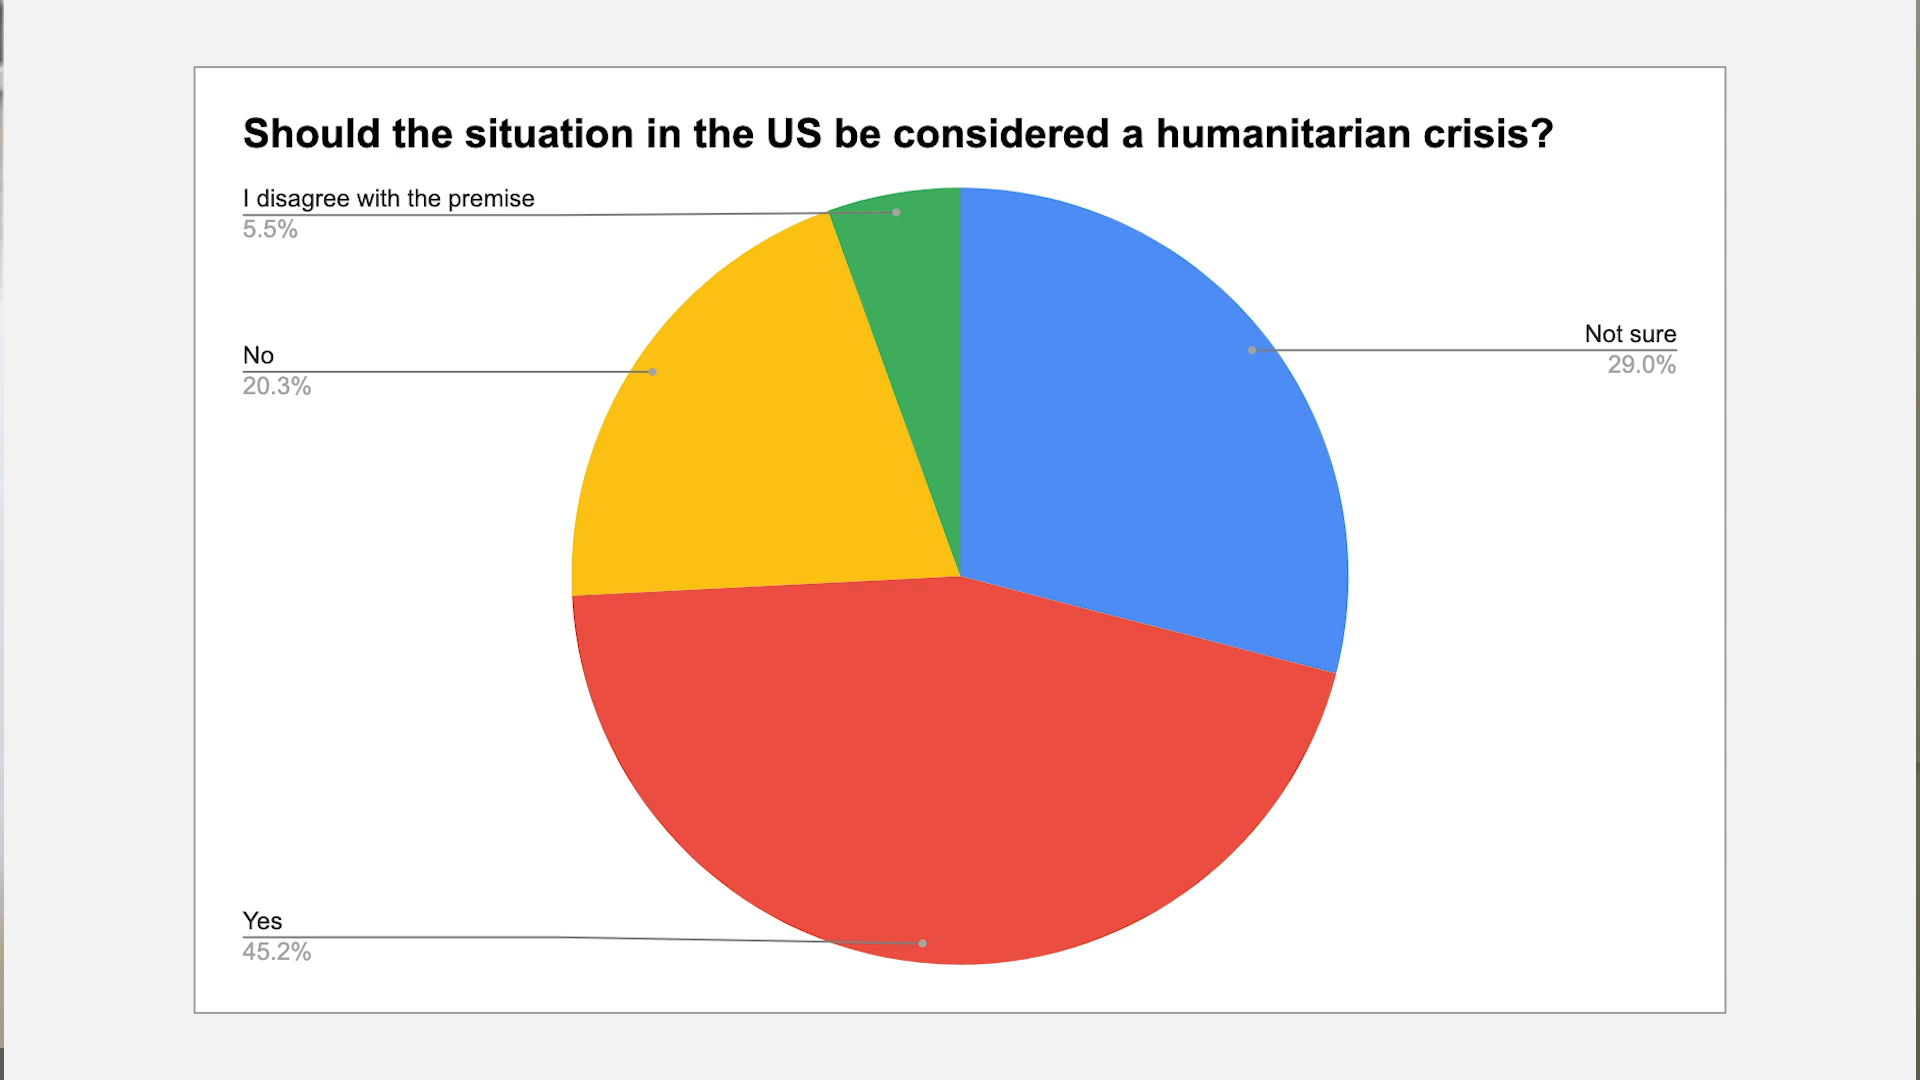 Should the situation in the US be considered a humanitarian crisis?
I disagree with the premise
5.5%
No
20.3%
Not sure
29.0%
Yes
45.2%